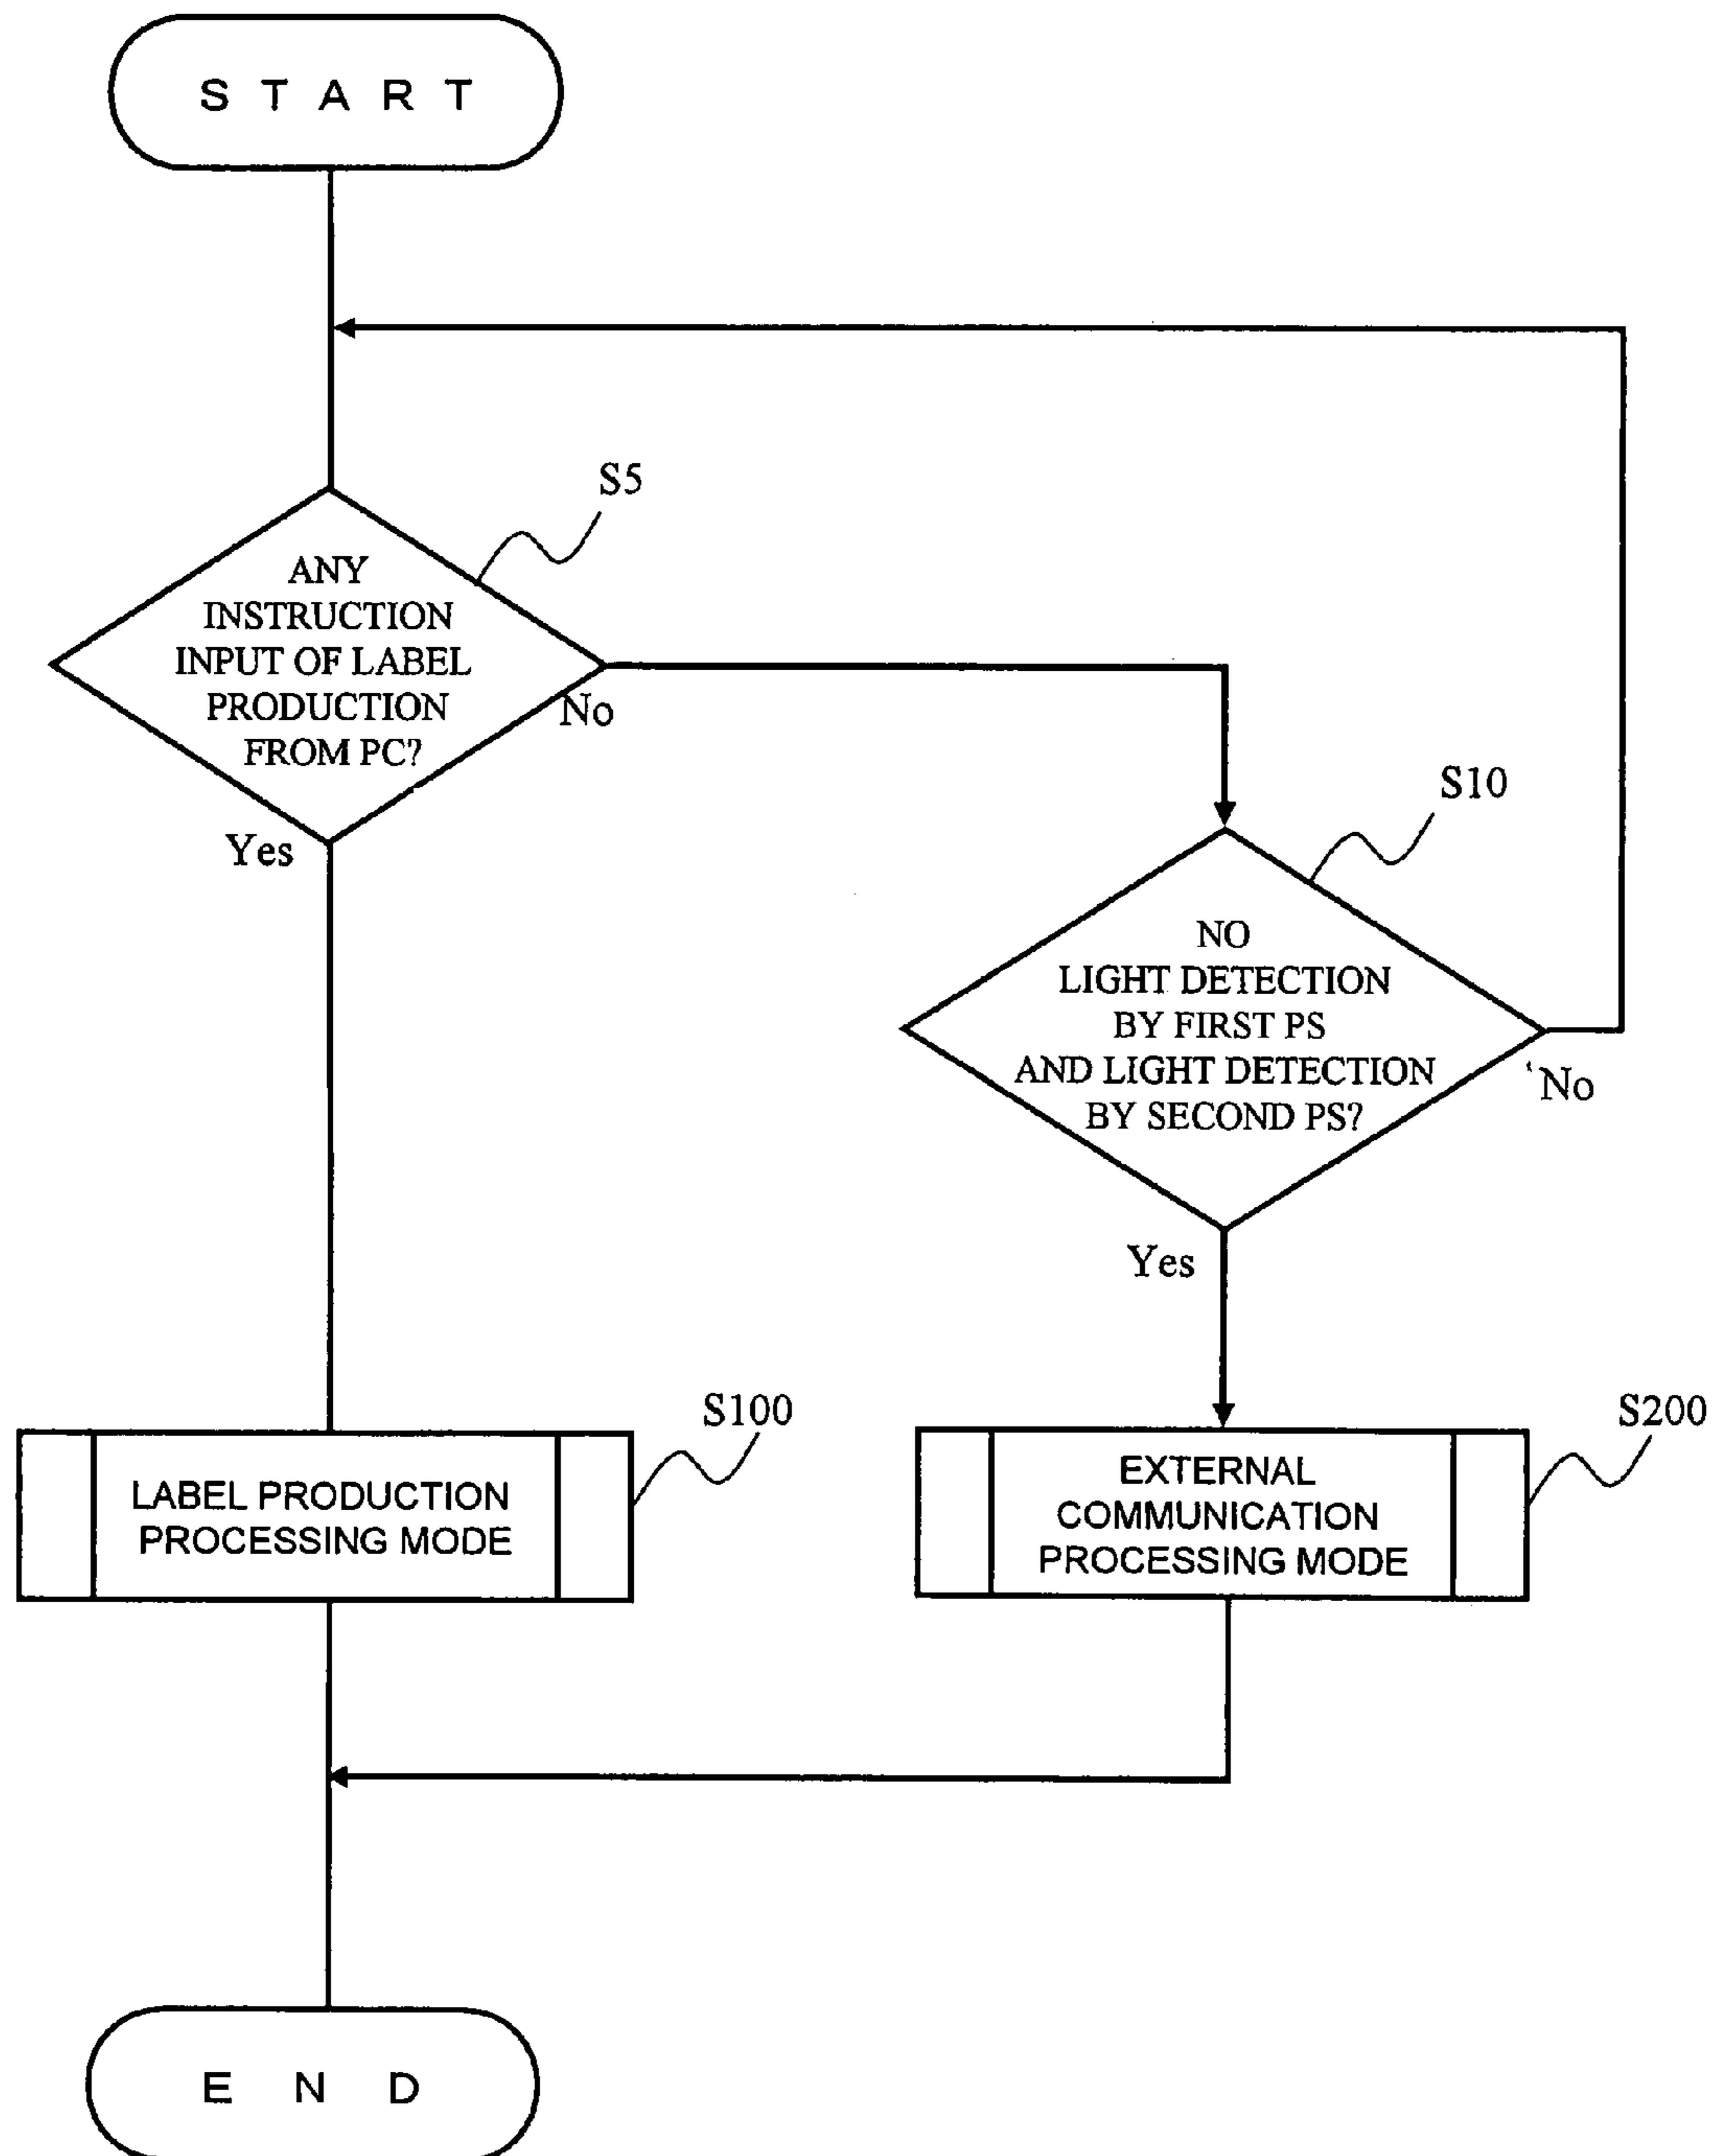 START
S5
ANY
INSTRUCTION
INPUT OF LABEL
PRODUCTION
FROM PC?
No
Yes
S10
NO
LIGHT DETECTION
BY FIRST PS
AND LIGHT DETECTION
BY SECOND PS?
No
Yes
S100
LABEL PRODUCTION
PROCESSING MODE
S200
EXTERNAL
COMMUNICATION
PROCESSING MODE
END